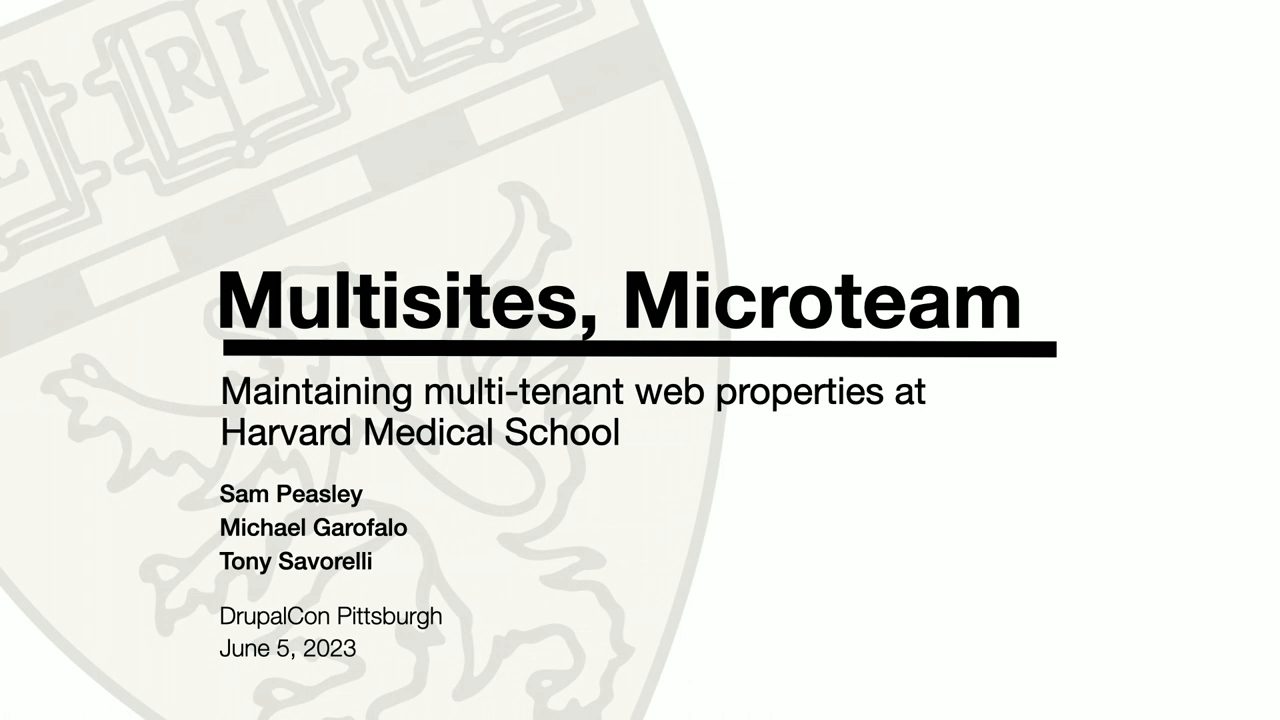 RI
Multisites, Microteam
Maintaining multi-tenant web properties at
Harvard Medical School
Sam Peasley
Michael Garofalo
Tony Savorelli
DrupalCon Pittsburgh
June 5, 2023